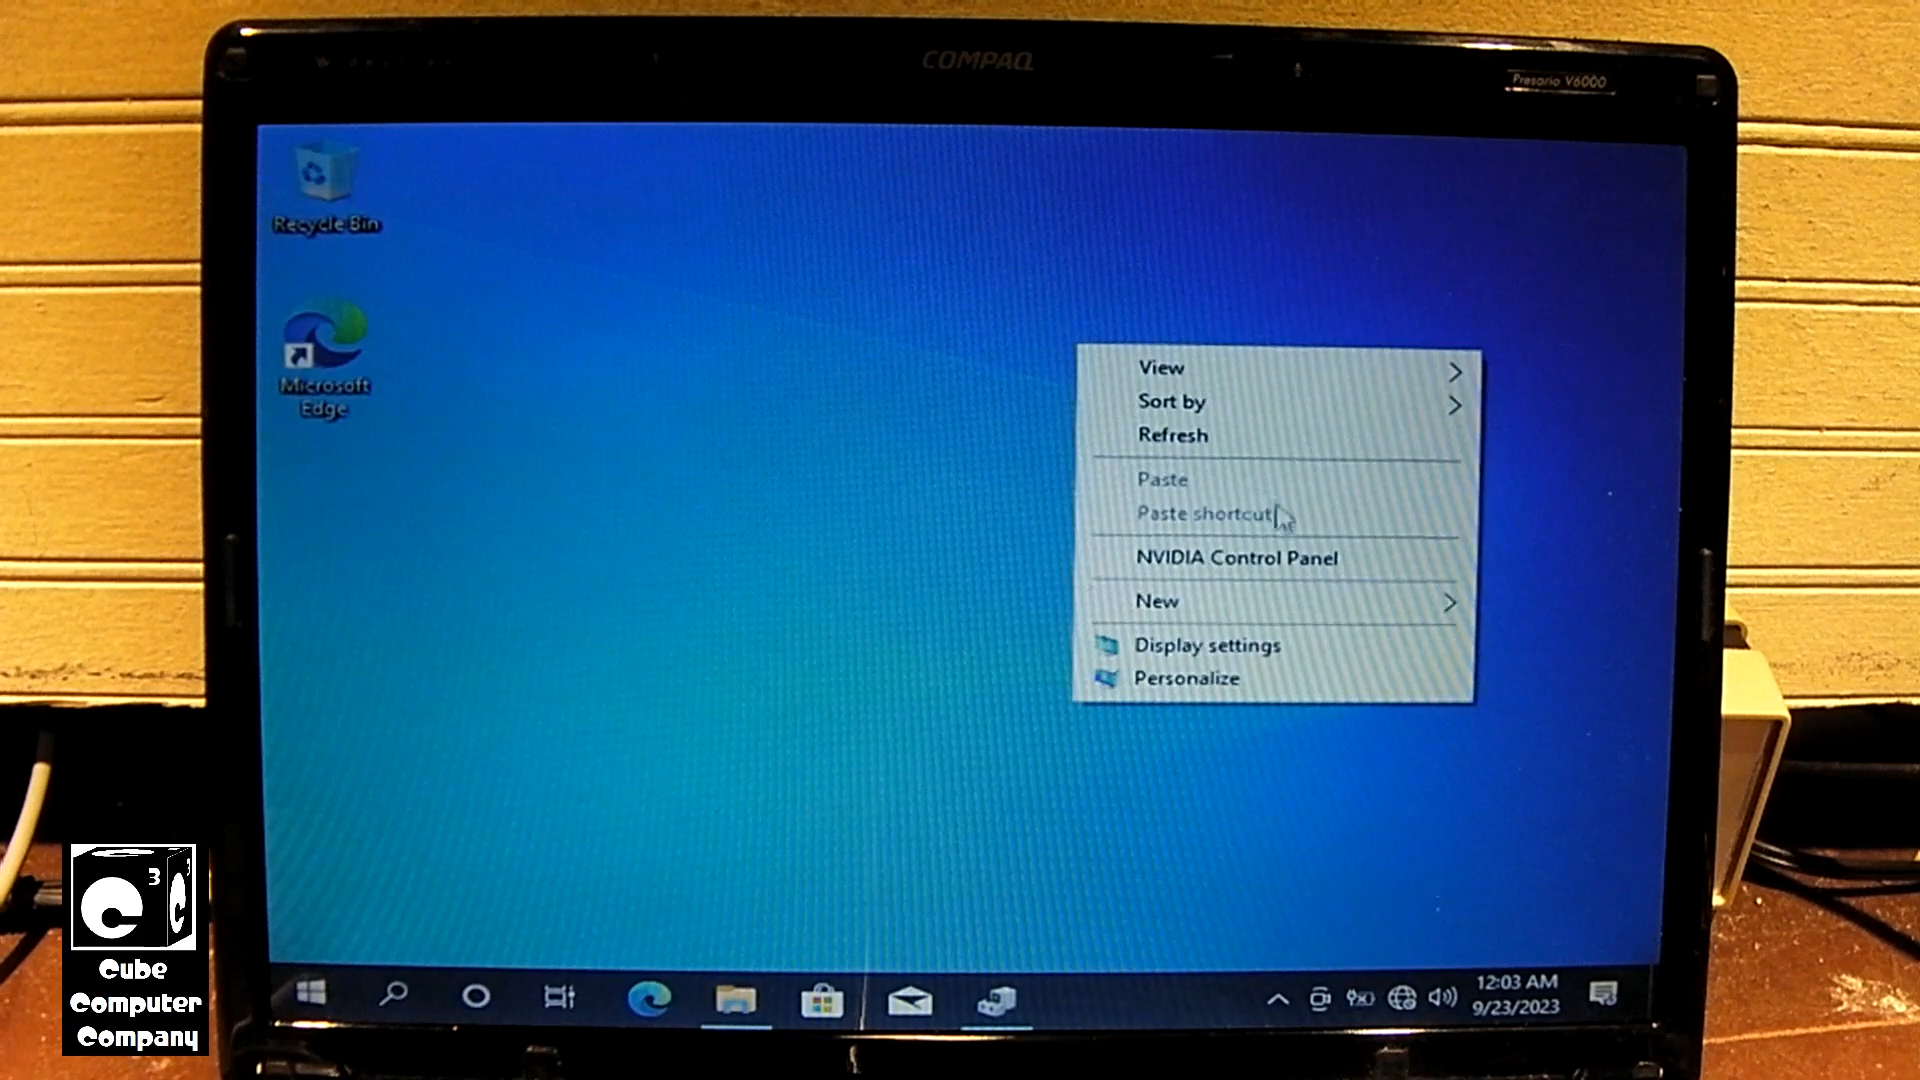 COMPAQ
Presario V6000
Recycle Bin
Microsoft
Edge
View
Sort by
Refresh
Paste
Paste shortcut
NVIDIA Control Panel
New
Display settings
Personalize
12:03 AM
9/23/2023
Cube
Computer
Company